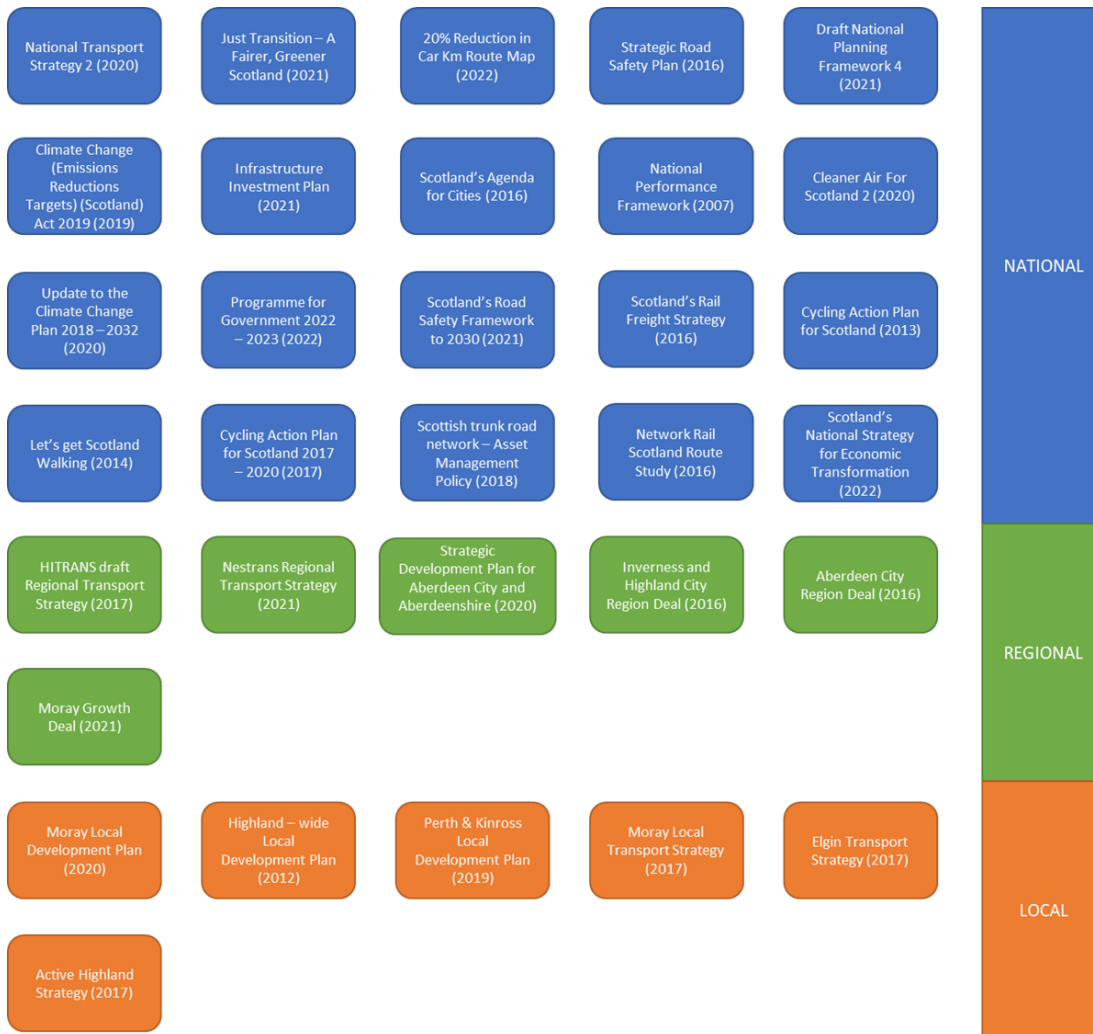 National Transport
Strategy 2 (2020)
Just Transition – A
Fairer, Greener
Scotland (2021)
20% Reduction in
Car Km Route Map
(2022)
Strategic Road
Safety Plan (2016)
Draft National
Planning
Framework 4
(2021)
Climate Change
(Emissions
Reductions
Targets) (Scotland)
Act 2019 (2019)
Infrastructure
Investment Plan
(2021)
Scotland’s Agenda
for Cities (2016)
National
Performance
Framework (2007)
Cleaner Air For
Scotland 2 (2020)
NATIONAL
Update to the
Climate Change
Plan 2018 – 2032
(2020)
Programme for
Government 2022
– 2023 (2022)
Scotland’s Road
Safety Framework
to 2030 (2021)
Scotland’s Rail
Freight Strategy
(2016)
Cycling Action Plan
for Scotland (2013)
Let’s get Scotland
Walking (2014)
Cycling Action Plan
for Scotland 2017
– 2020 (2017)
Scottish trunk road
network – Asset
Management
Policy (2018)
Network Rail
Scotland Route
Study (2016)
Scotland’s
National Strategy
for Economic
Transformation
(2022)
HITRANS draft
Regional Transport
Strategy (2017)
Nestrans Regional
Transport Strategy
(2021)
Strategic
Development Plan for
Aberdeen City and
Aberdeenshire (2020)
Inverness and
Highland City
Region Deal (2016)
Aberdeen City
Region Deal (2016)
REGIONAL
Moray Growth
Deal (2021)
Moray Local
Development Plan
(2020)
Highland – wide
Local
Development Plan
(2012)
Perth & Kinross
Local
Development Plan
(2019)
Moray Local
Transport Strategy
(2017)
Elgin Transport
Strategy (2017)
LOCAL
Active Highland
Strategy (2017)